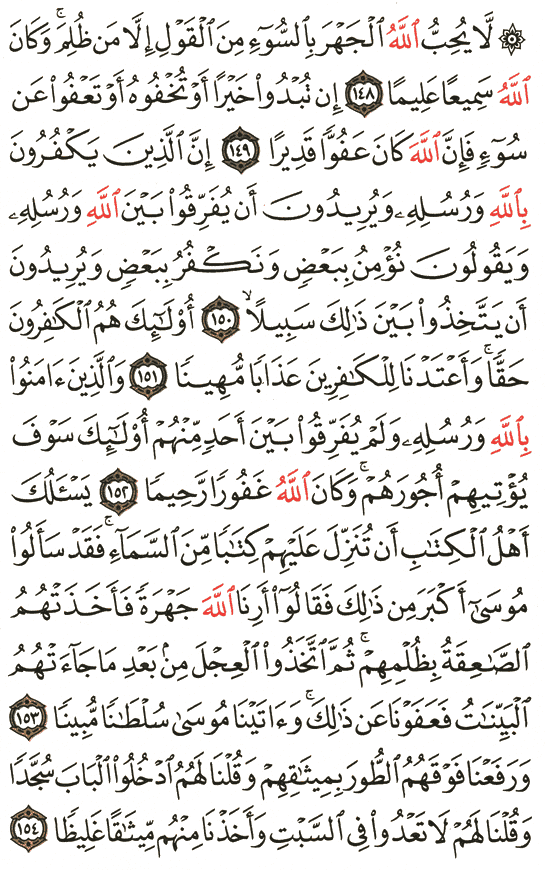 ۞ لَّا يُحِبُّ ٱللَّهُ ٱلْجَهْرَ بِٱلسُّوٓءِ مِنَ ٱلْقَوْلِ إِلَّا مَن ظُلِمَ ۚ وَكَانَ
ٱللَّهُ سَمِيعًا عَلِيمًا ١٤٨ إِن تُبْدُوا۟ خَيْرًا أَوْ تُخْفُوهُ أَوْ تَعْفُوا۟ عَن
سُوٓءٍ فَإِنَّ ٱللَّهَ كَانَ عَفُوًّا قَدِيرًا ١٤٩ إِنَّ ٱلَّذِينَ يَكْفُرُونَ
بِٱللَّهِ وَرُسُلِهِۦ وَيُرِيدُونَ أَن يُفَرِّقُوا۟ بَيْنَ ٱللَّهِ وَرُسُلِهِۦ
وَيَقُولُونَ نُؤْمِنُ بِبَعْضٍ وَنَكْفُرُ بِبَعْضٍ وَيُرِيدُونَ
أَن يَتَّخِذُوا۟ بَيْنَ ذَٰلِكَ سَبِيلًا ۙ ١٥٠ أُو۟لَـٰٓئِكَ هُمُ ٱلْكَـٰفِرُونَ
حَقًّا ۚ وَأَعْتَدْنَا لِلْكَـٰفِرِينَ عَذَابًا مُّهِينًا ١٥١ وَٱلَّذِينَ ءَامَنُوا۟
بِٱللَّهِ وَرُسُلِهِۦ وَلَمْ يُفَرِّقُوا۟ بَيْنَ أَحَدٍ مِّنْهُمْ أُو۟لَـٰٓئِكَ سَوْفَ
يُؤْتِيهِمْ أُجُورَهُمْ ۗ وَكَانَ ٱللَّهُ غَفُورًا رَّحِيمًا ١٥٢ يَسْـَٔلُكَ
أَهْلُ ٱلْكِتَـٰبِ أَن تُنَزِّلَ عَلَيْهِمْ كِتَـٰبًا مِّنَ ٱلسَّمَآءِ ۚ فَقَدْ سَأَلُوا۟
مُوسَىٰٓ أَكْبَرَ مِن ذَٰلِكَ فَقَالُوٓا۟ أَرِنَا ٱللَّهَ جَهْرَةً فَأَخَذَتْهُمُ
ٱلصَّـٰعِقَةُ بِظُلْمِهِمْ ۚ ثُمَّ ٱتَّخَذُوا۟ ٱلْعِجْلَ مِنۢ بَعْدِ مَا جَآءَتْهُمُ
ٱلْبَيِّنَـٰتُ فَعَفَوْنَا عَن ذَٰلِكَ ۚ وَءَاتَيْنَا مُوسَىٰ سُلْطَـٰنًا مُّبِينًا ١٥٣
وَرَفَعْنَا فَوْقَهُمُ ٱلطُّورَ بِمِيثَـٰقِهِمْ وَقُلْنَا لَهُمُ ٱدْخُلُوا۟ ٱلْبَابَ سُجَّدًا
وَقُلْنَا لَهُمْ لَا تَعْدُوا۟ فِى ٱلسَّبْتِ وَأَخَذْنَا مِنْهُم مِّيثَـٰقًا غَلِيظًا ١٥٤